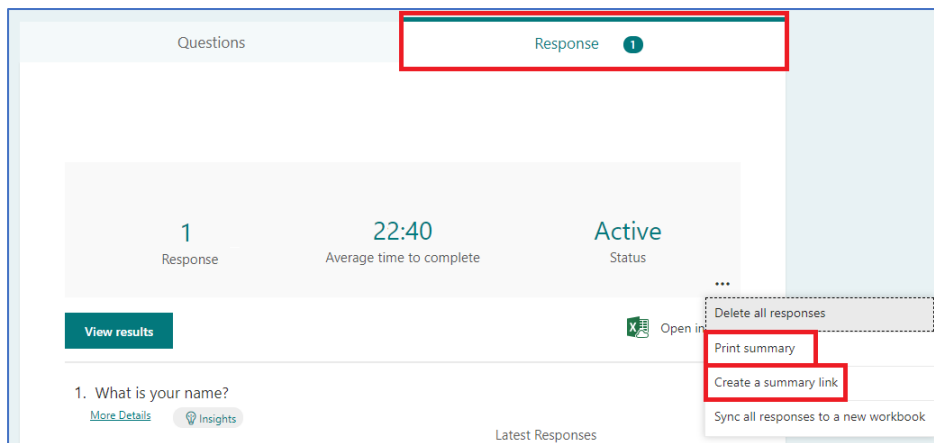 Questions
Response 1
1
Response
22:40
Average time to complete
Active
Status
...
View results
Open in
Delete all responses
Print summary
Create a summary link
Sync all responses to a new workbook
1. What is your name?
More Details
Insights
Latest Responses